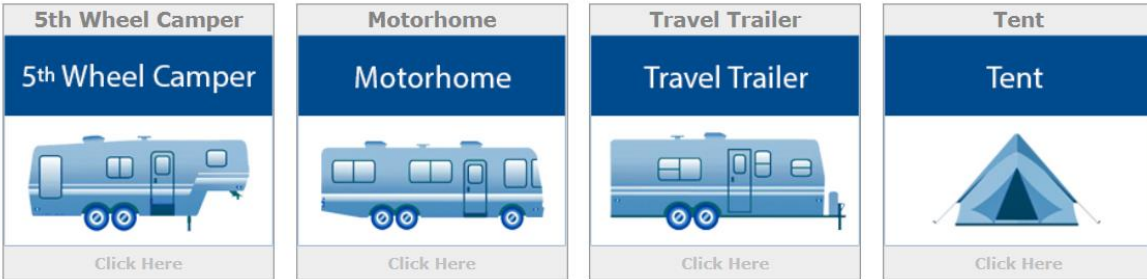 5th Wheel Camper
5th Wheel Camper
Click Here
Motorhome
Motorhome
Click Here
Travel Trailer
Travel Trailer
Click Here
Tent
Tent
Click Here